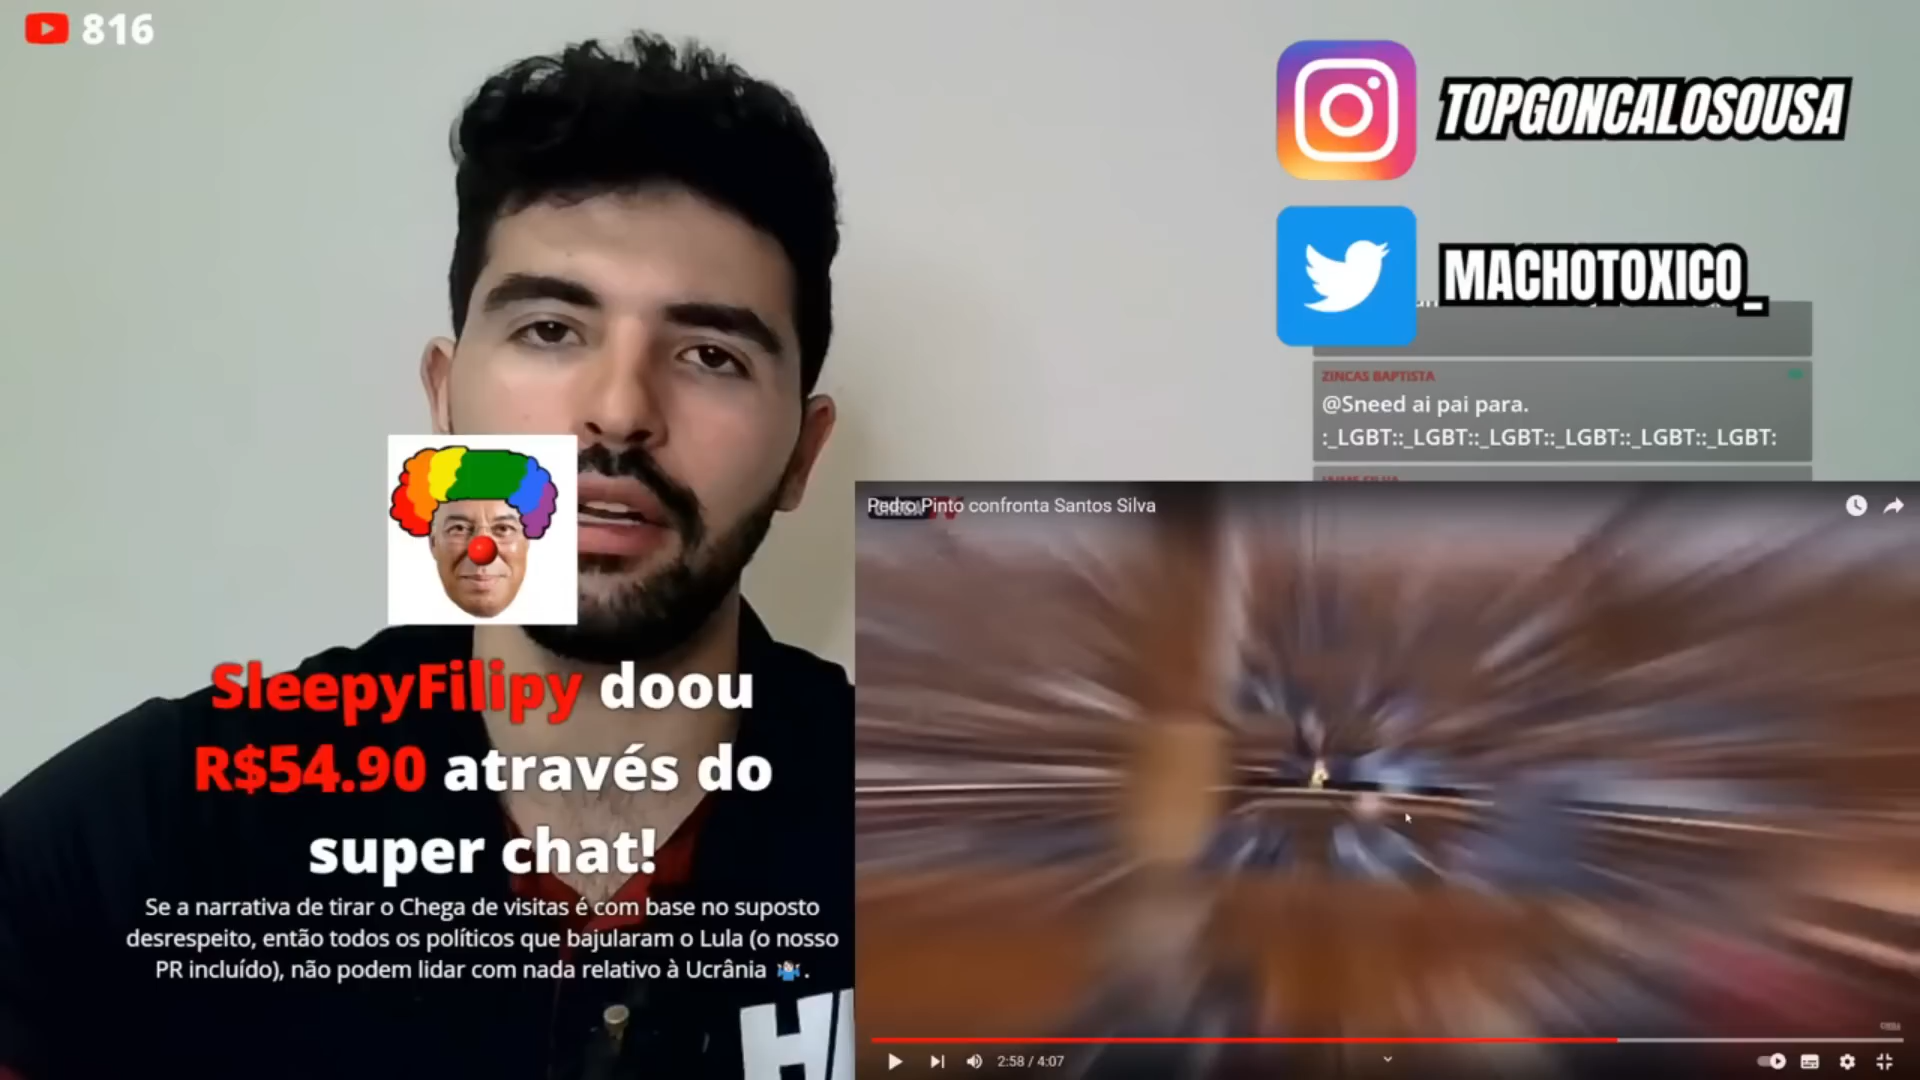 816
TOPGONCALOSOUSA
MACHOTOXICO_
ZINCAS BAPTISTA
@Sneed ai pai para.
:_LGBT::_LGBT::_LGBT::_LGBT::_LGBT::_LGBT:
Pedro Pinto confronta Santos Silva
SleepyFilipy doou
R$54.90 através do
super chat!
Se a narrativa de tirar o Chega de visitas é com base no suposto
desrespeito, então todos os políticos que bajularam o Lula (o nosso
PR incluído), não podem lidar com nada relativo à Ucrânia 🤷🏻‍♂️.
2:58 / 4:07